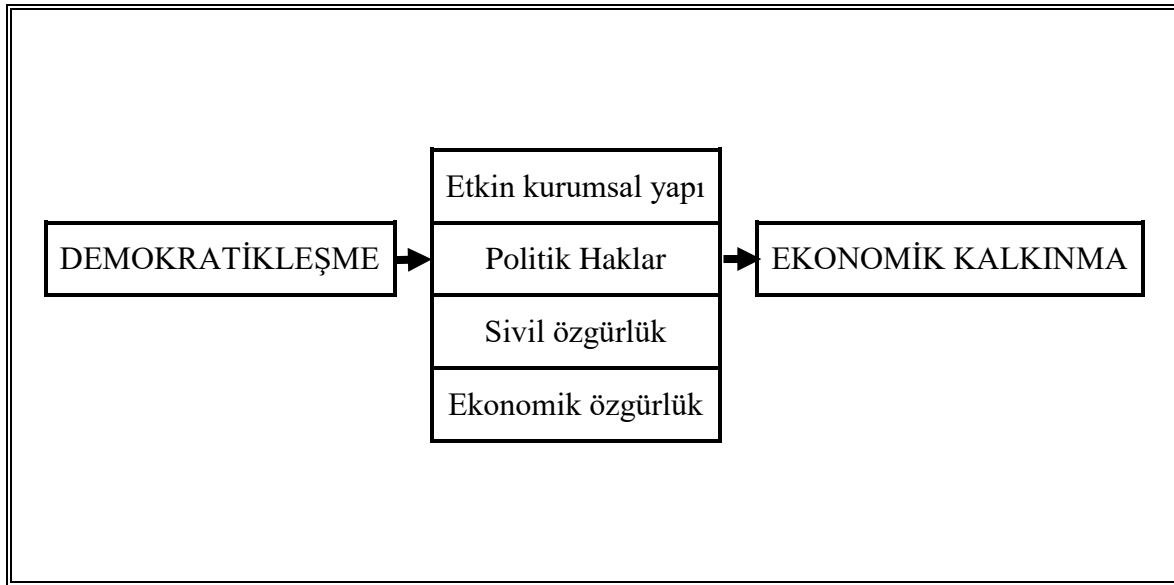 Etkin kurumsal yapı
DEMOKRATİKLEŞME
Politik Haklar
EKONOMİK KALKINMA
Sivil özgürlük
Ekonomik özgürlük